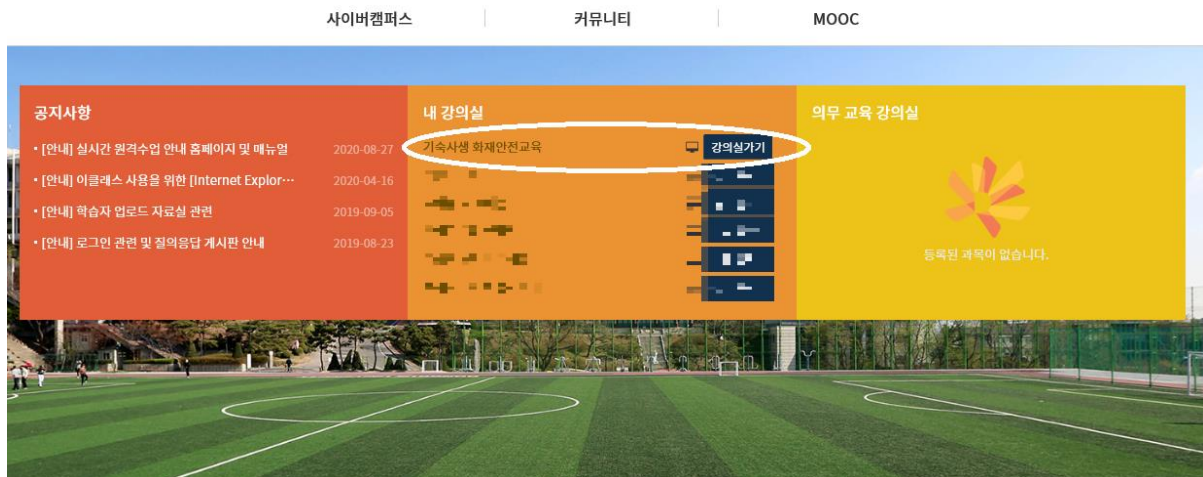 사이버캠퍼스
커뮤니티
MOOC
공지사항
• [안내] 실시간 원격수업 안내 홈페이지 및 매뉴얼 2020-08-27
• [안내] 이클래스 사용을 위한 [Internet Explor⋯ 2020-04-16
• [안내] 학습자 업로드 자료실 관련 2019-09-05
• [안내] 로그인 관련 및 질의응답 게시판 안내 2019-08-23
내 강의실
기숙사생 화재안전교육 강의실가기
의무 교육 강의실
등록된 과목이 없습니다.